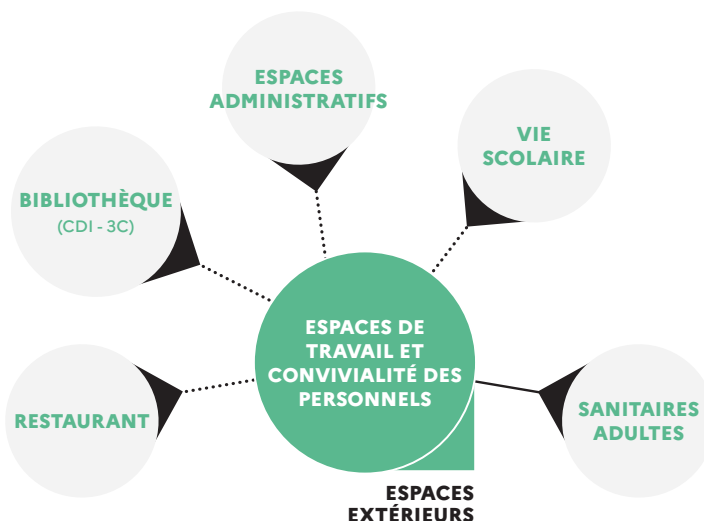 ESPACES
ADMINISTRATIFS
VIE
SCOLAIRE
BIBLIOTHÈQUE
(CDI - 3C)
ESPACES DE
TRAVAIL ET
CONVIVIALITÉ DES
PERSONNELS
RESTAURANT
SANITAIRES
ADULTES
ESPACES
EXTÉRIEURS